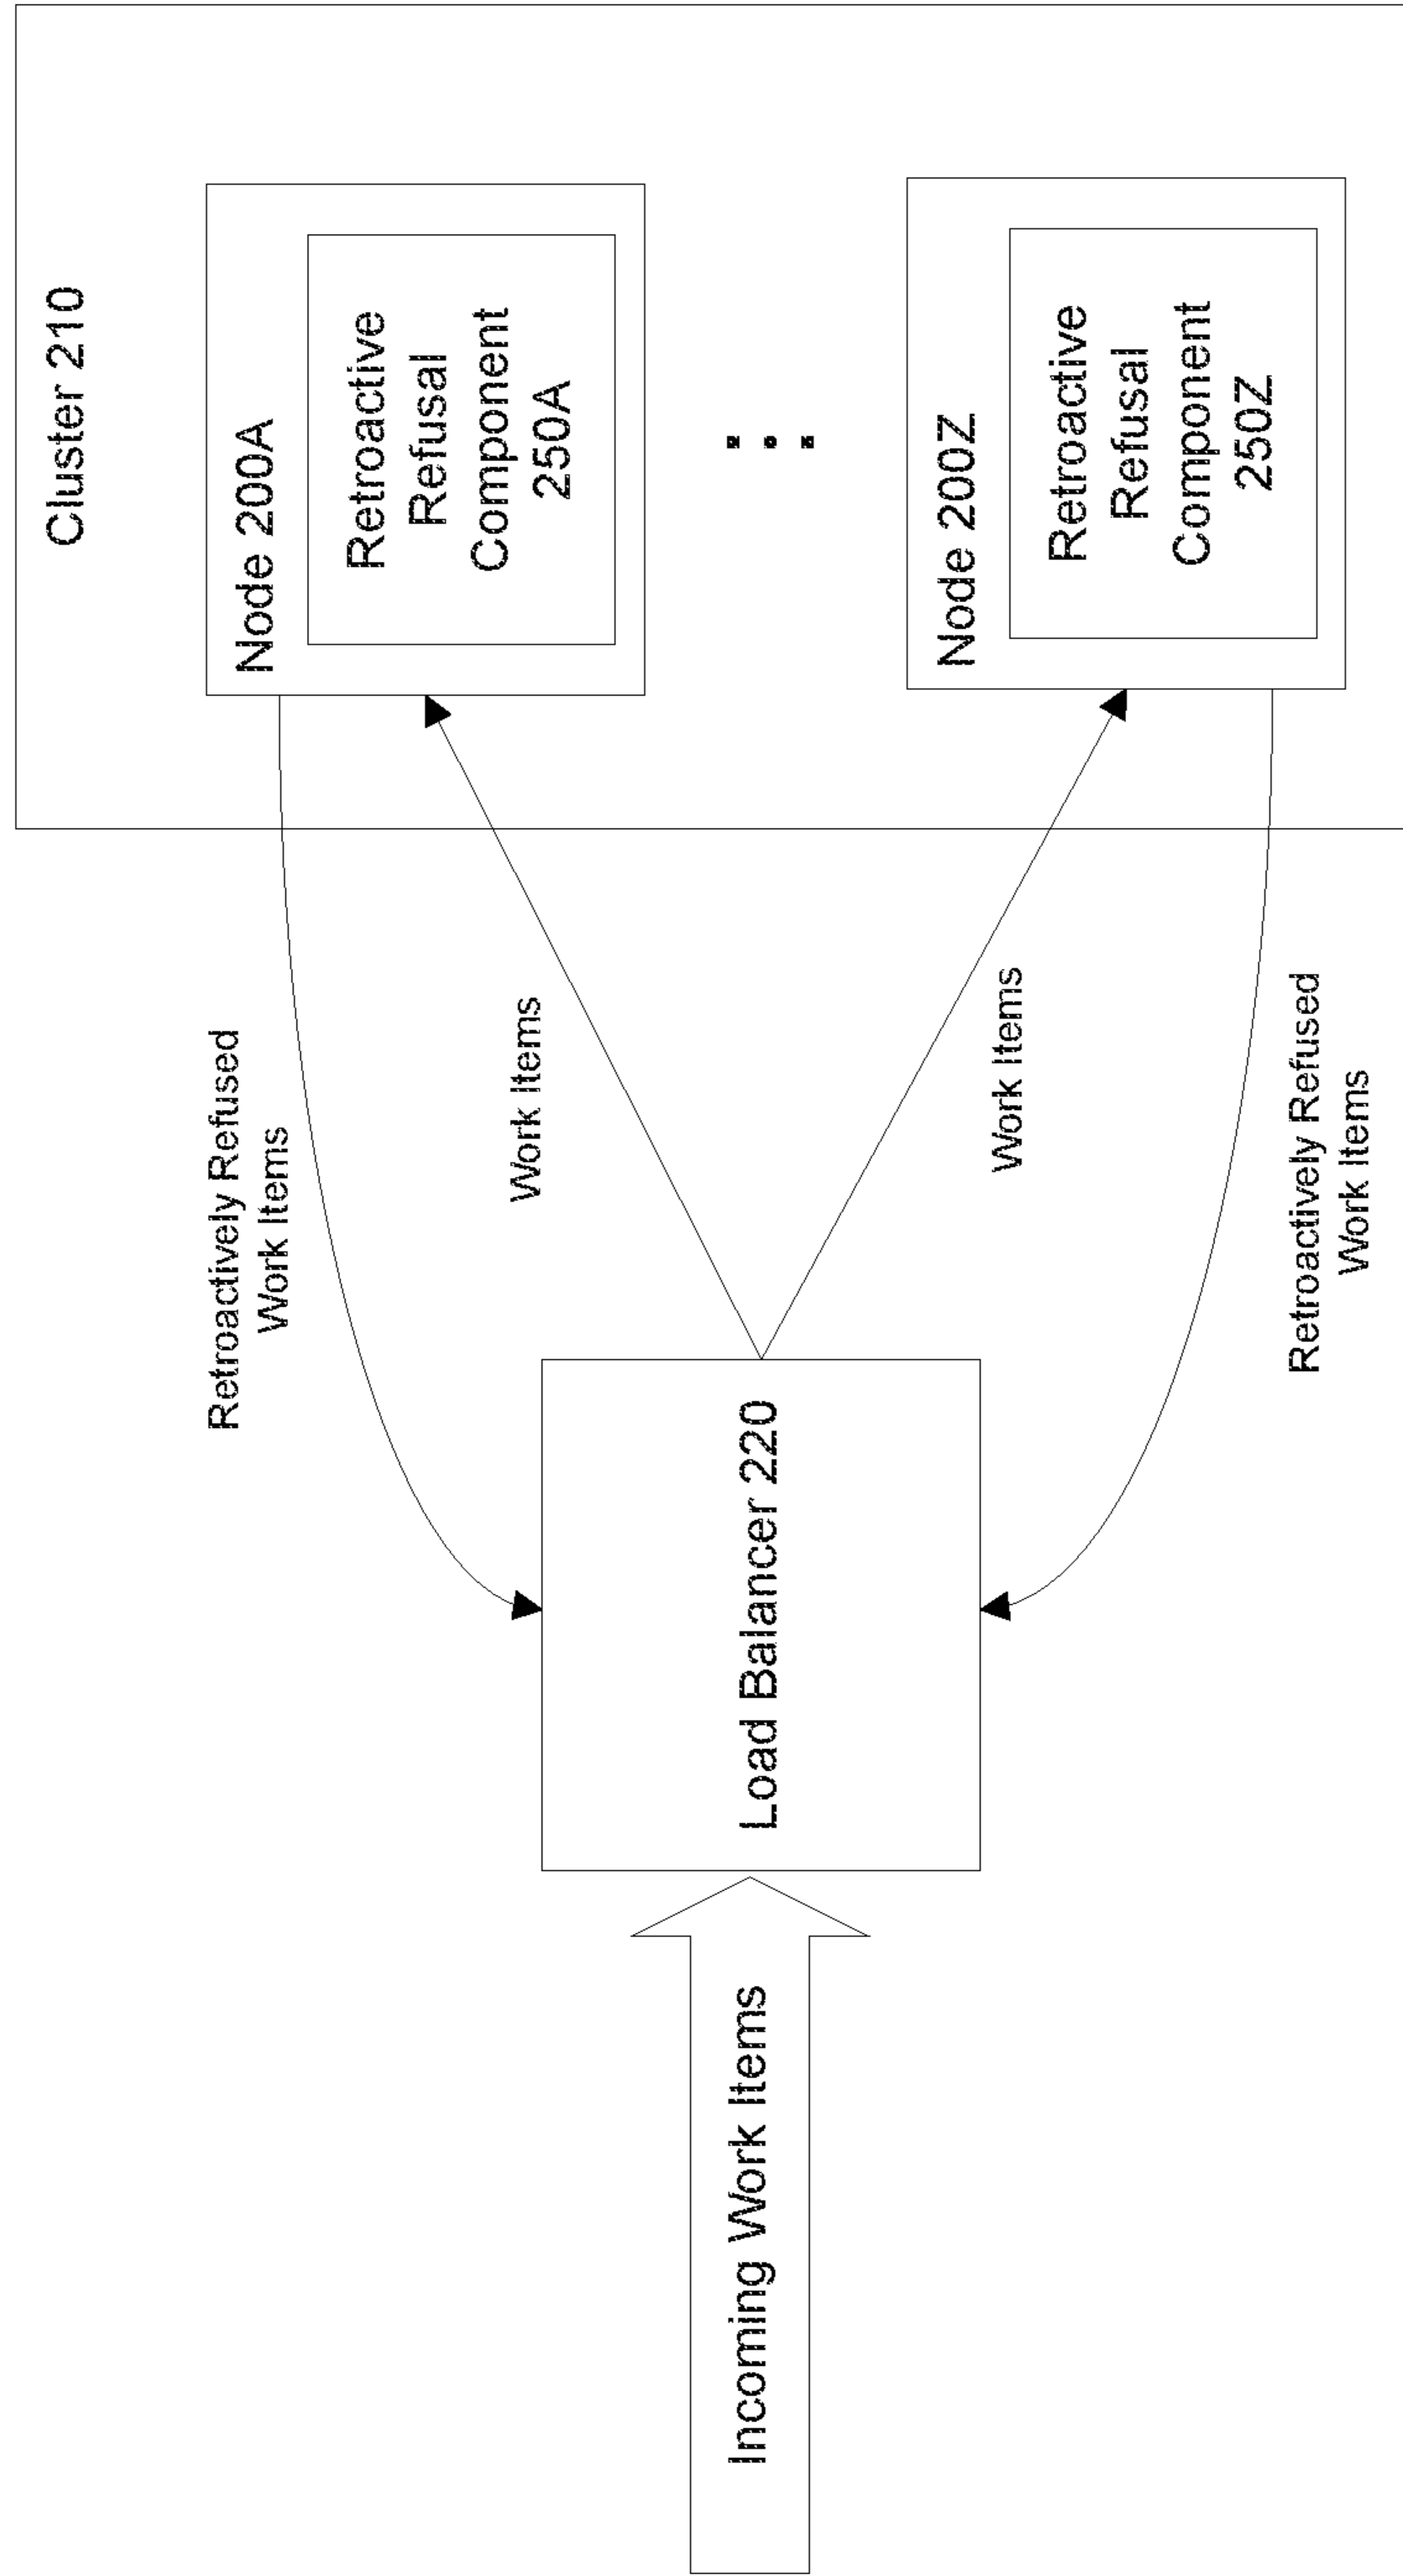 Cluster 210
Node 200A
Retroactive
Refusal
Component
250A
Node 200Z
Retroactive
Refusal
Component
250Z
Retroactively Refused
Work Items
Work Items
Work Items
Retroactively Refused
Work Items
Load Balancer 220
Incoming Work Items